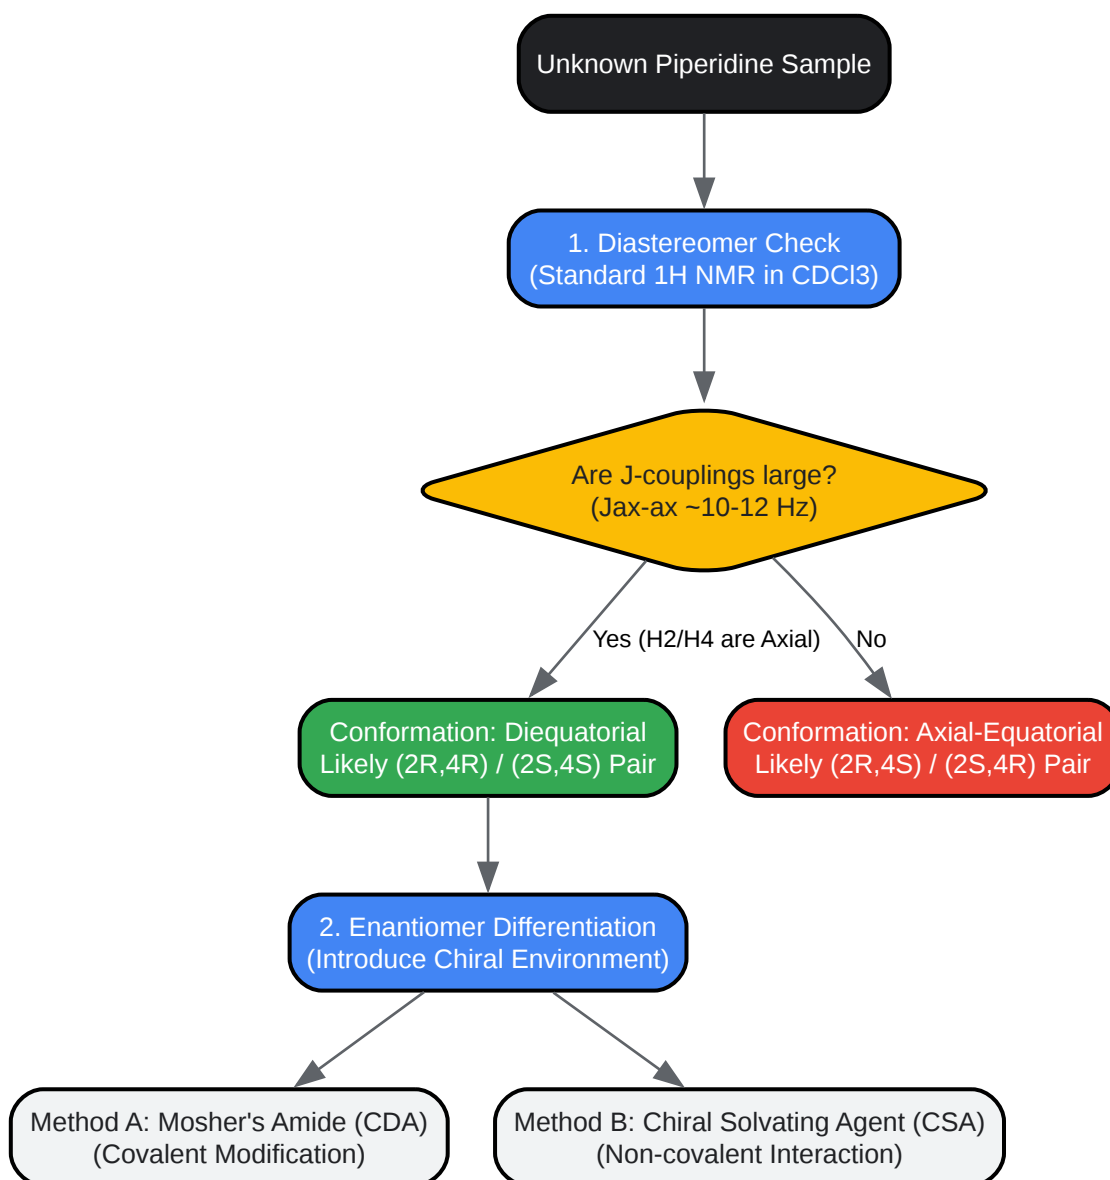 Unknown Piperidine Sample
1. Diastereomer Check
(Standard 1H NMR in CDCl3)
Are J-couplings large?
(Jax-ax ~10-12 Hz)
Yes (H2/H4 are Axial)
No
Conformation: Diequatorial
Likely (2R,4R) / (2S,4S) Pair
Conformation: Axial-Equatorial
Likely (2R,4S) / (2S,4R) Pair
2. Enantiomer Differentiation
(Introduce Chiral Environment)
Method A: Mosher's Amide (CDA)
(Covalent Modification)
Method B: Chiral Solvating Agent (CSA)
(Non-covalent Interaction)